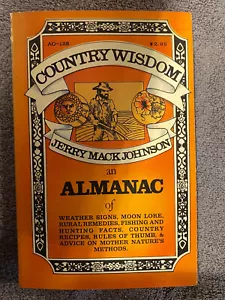 AO-138 $2.95
COUNTRY WISDOM
JERRY MACK JOHNSON
an
ALMANAC
of
WEATHER SIGNS, MOON LORE,
RURAL REMEDIES, FISHING AND
HUNTING FACTS, COUNTRY
RECIPES, RULES OF THUMB, &
ADVICE ON MOTHER NATURE'S
METHODS.